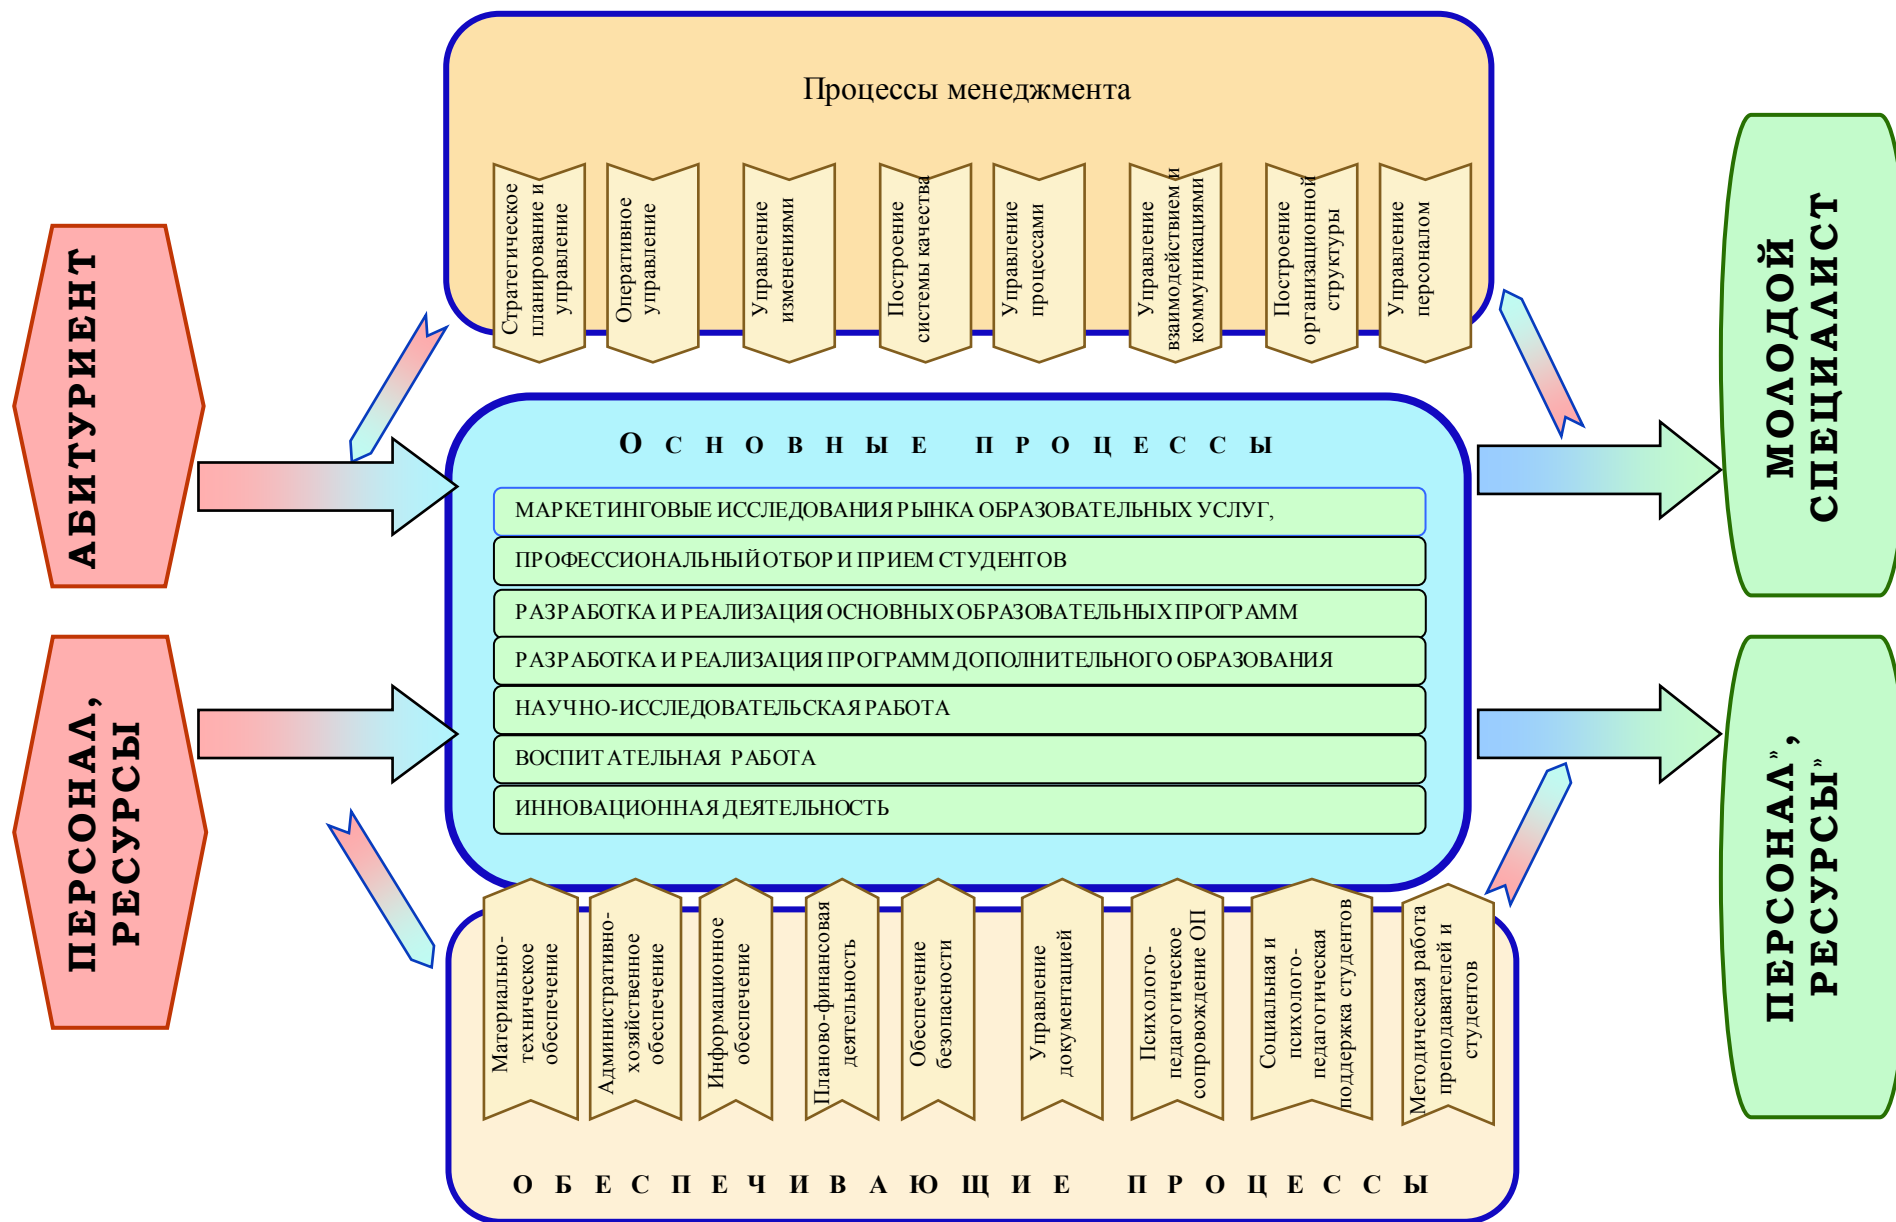 Процессы менеджмента
Стратегическое
планирование и
управление
Оперативное
управление
Управление
изменениями
Построение
системы качества
Управление
процессами
Управление
взаимодействием и
коммуникациями
Построение
организационной
структуры
Управление
персоналом
АБИТУРИЕНТ
ПЕРСОНАЛ,
РЕСУРСЫ
ОСНОВНЫЕ ПРОЦЕССЫ
МАРКЕТИНГОВЫЕ ИССЛЕДОВАНИЯ РЫНКА ОБРАЗОВАТЕЛЬНЫХ УСЛУГ,
ПРОФЕССИОНАЛЬНЫЙ ОТБОР И ПРИЕМ СТУДЕНТОВ
РАЗРАБОТКА И РЕАЛИЗАЦИЯ ОСНОВНЫХ ОБРАЗОВАТЕЛЬНЫХ ПРОГРАММ
РАЗРАБОТКА И РЕАЛИЗАЦИЯ ПРОГРАММ ДОПОЛНИТЕЛЬНОГО ОБРАЗОВАНИЯ
НАУЧНО-ИССЛЕДОВАТЕЛЬСКАЯ РАБОТА
ВОСПИТАТЕЛЬНАЯ РАБОТА
ИННОВАЦИОННАЯ ДЕЯТЕЛЬНОСТЬ
МОЛОДОЙ
СПЕЦИАЛИСТ
ПЕРСОНАЛ»,
РЕСУРСЫ»
Материально-
техническое
обеспечение
Административно-
хозяйственное
обеспечение
Информационное
обеспечение
Планово-финансовая
деятельность
Обеспечение
безопасности
Управление
документацией
Психолого-
педагогическое
сопровождение ОП
Социальная и
психолого-
педагогическая
поддержка студентов
Методическая работа
преподавателей и
студентов
ОБЕСПЕЧИВАЮЩИЕ ПРОЦЕССЫ